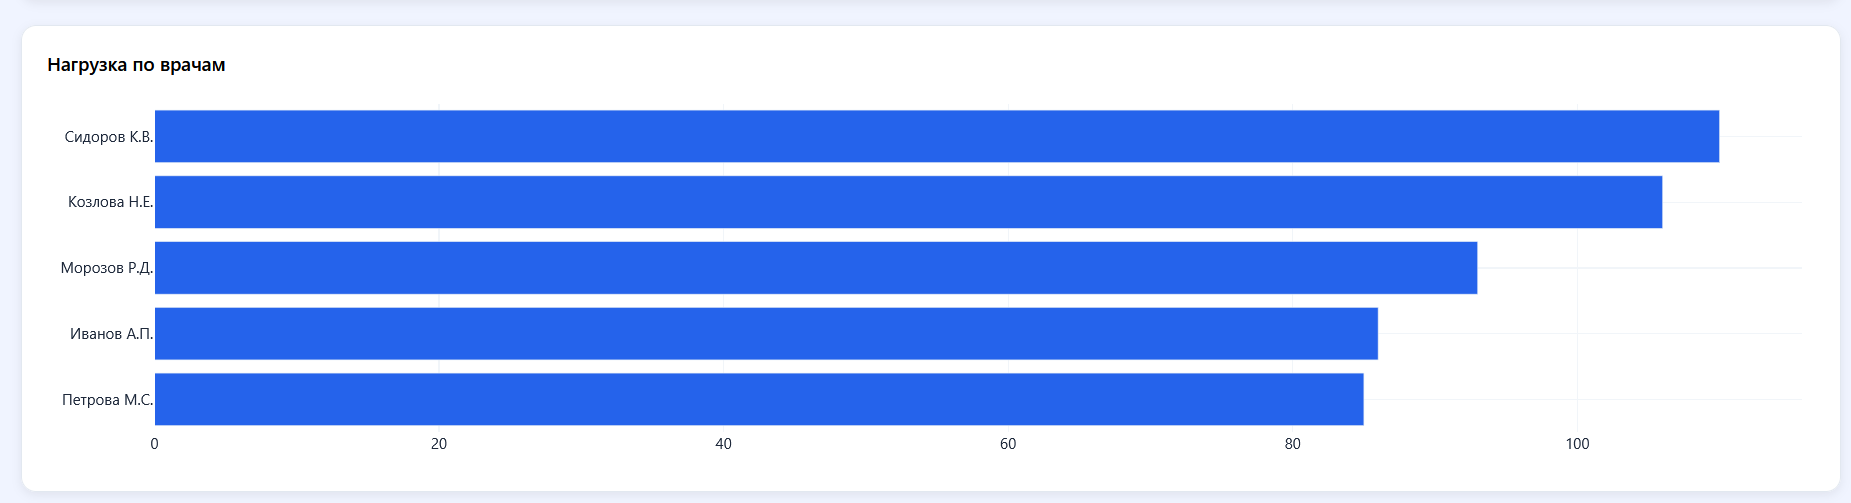 Нагрузка по врачам
Сидоров К.В.
Козлова Н.Е.
Морозов Р.Д.
Иванов А.П.
Петрова М.С.
0 20 40 60 80 100